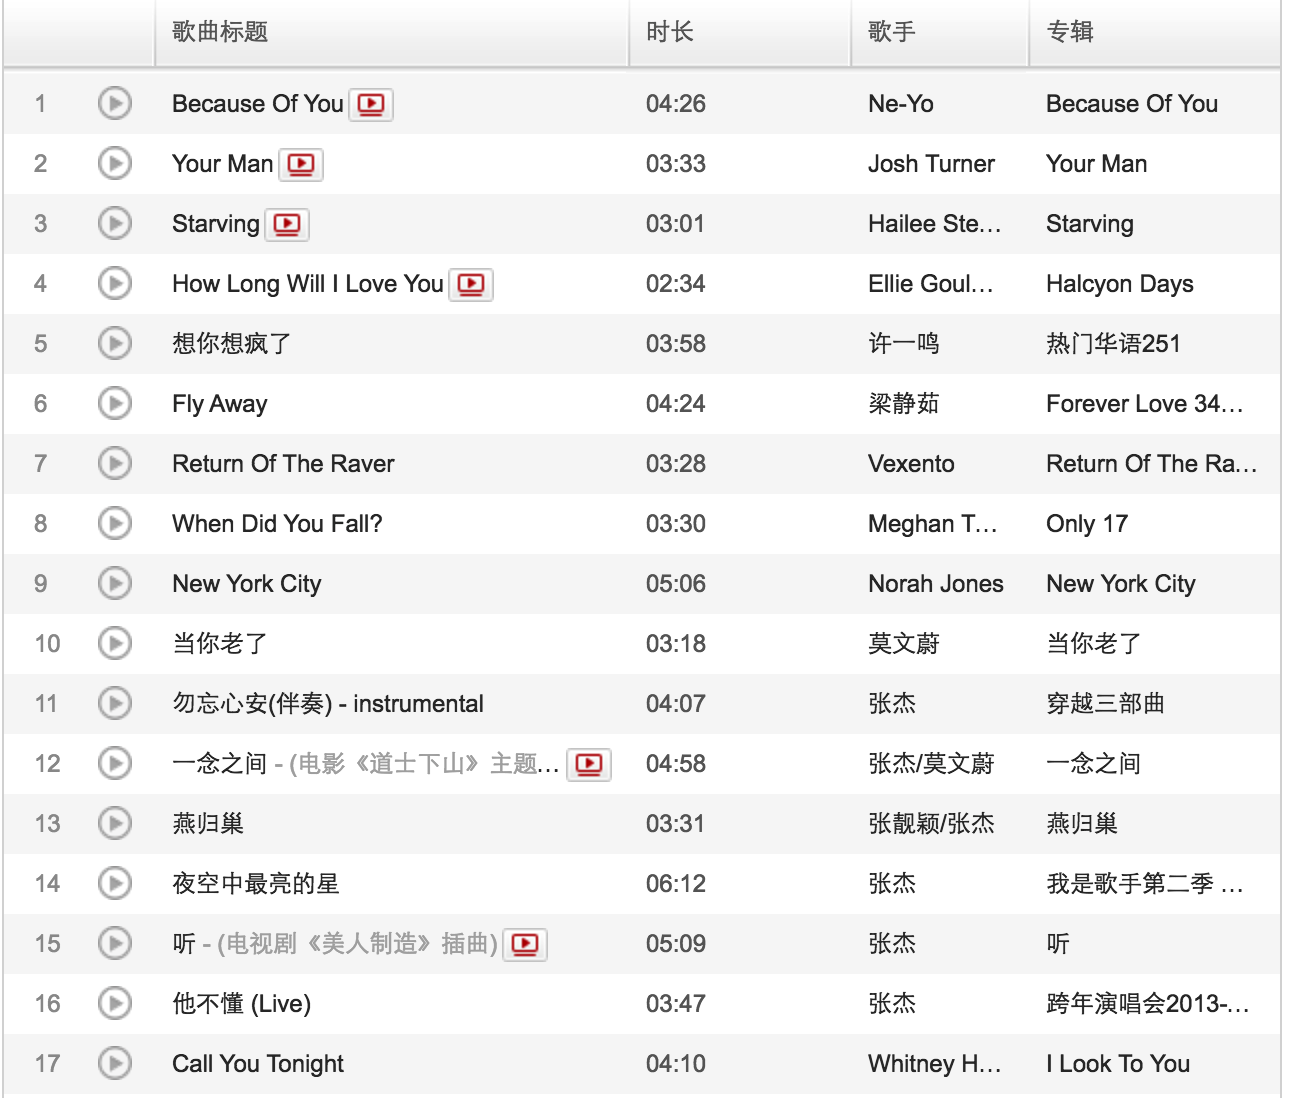 歌曲标题 时长 歌手 专辑
1 Because Of You 04:26 Ne-Yo Because Of You
2 Your Man 03:33 Josh Turner Your Man
3 Starving 03:01 Hailee Ste... Starving
4 How Long Will I Love You 02:34 Ellie Goul... Halcyon Days
5 想你想疯了 03:58 许一鸣 热门华语251
6 Fly Away 04:24 梁静茹 Forever Love 34...
7 Return Of The Raver 03:28 Vexento Return Of The Ra...
8 When Did You Fall? 03:30 Meghan T... Only 17
9 New York City 05:06 Norah Jones New York City
10 当你老了 03:18 莫文蔚 当你老了
11 勿忘心安(伴奏) - instrumental 04:07 张杰 穿越三部曲
12 一念之间 - (电影《道士下山》主题... 04:58 张杰/莫文蔚 一念之间
13 燕归巢 03:31 张靓颖/张杰 燕归巢
14 夜空中最亮的星 06:12 张杰 我是歌手第二季 ...
15 听 - (电视剧《美人制造》插曲) 05:09 张杰 听
16 他不懂 (Live) 03:47 张杰 跨年演唱会2013-...
17 Call You Tonight 04:10 Whitney H... I Look To You